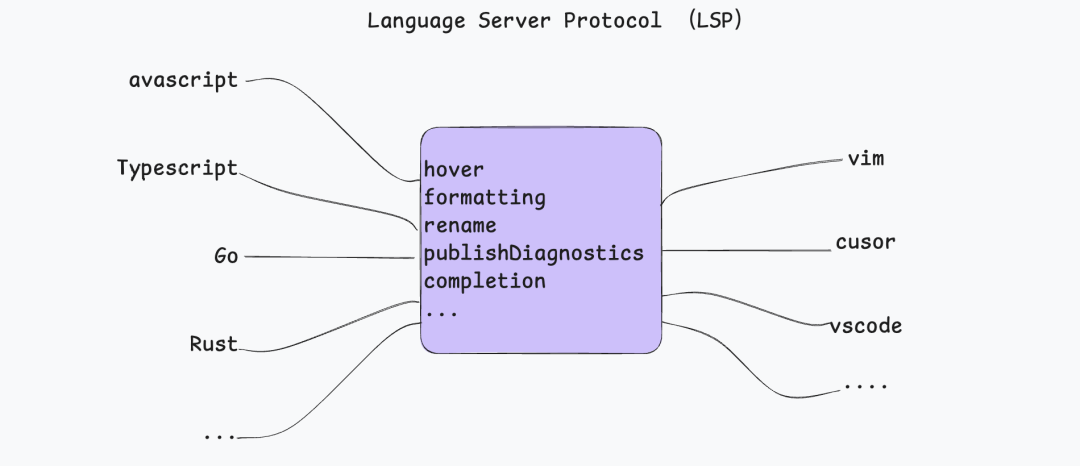 Language Server Protocol （LSP）
avascript
Typescript
Go
Rust
...
hover
formatting
rename
publishDiagnostics
completion
...
vim
cusor
vscode
....